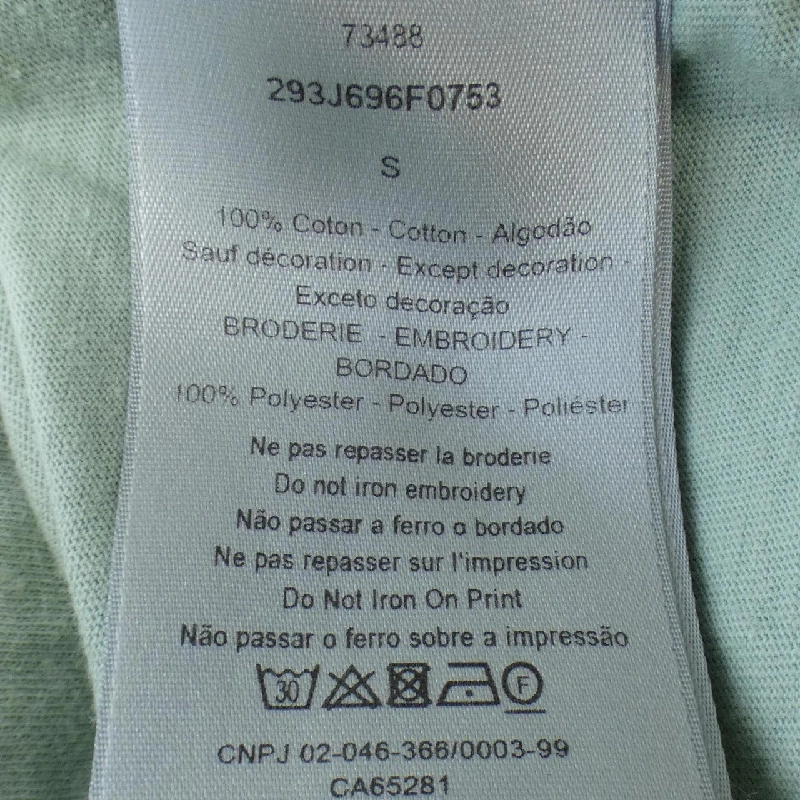 73488
293J696F0753
S
100% Coton - Cotton - Algodão
Sauf décoration - Except decoration -
Exceto decoração
BRODERIE - EMBROIDERY -
BORDADO
100% Polyester - Polyester - Poliéster
Ne pas repasser la broderie
Do not iron embroidery
Não passar a ferro o bordado
Ne pas repasser sur l'impression
Do Not Iron On Print
Não passar o ferro sobre a impressão
30 F
CNPJ 02-046-366/0003-99
CA65281